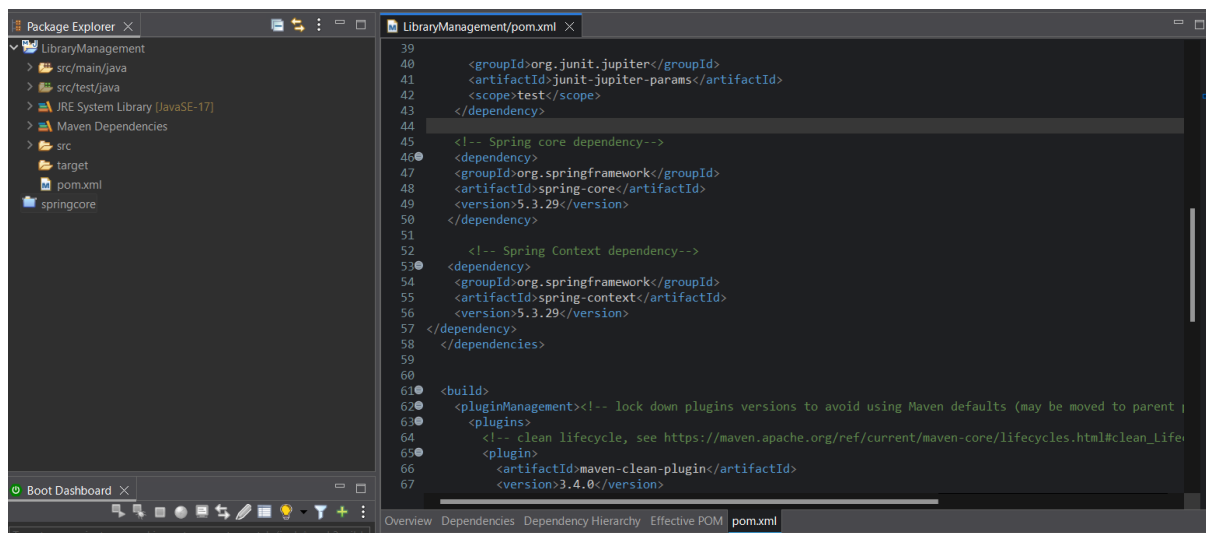 Package Explorer
LibraryManagement
src/main/java
src/test/java
JRE System Library [JavaSE-17]
Maven Dependencies
src
target
pom.xml
springcore
Boot Dashboard
LibraryManagement/pom.xml
39
40 <groupId>org.junit.jupiter</groupId>
41 <artifactId>junit-jupiter-params</artifactId>
42 <scope>test</scope>
43 </dependency>
44
45 <!-- Spring core dependency-->
46 <dependency>
47 <groupId>org.springframework</groupId>
48 <artifactId>spring-core</artifactId>
49 <version>5.3.29</version>
50 </dependency>
51
52 <!-- Spring Context dependency-->
53 <dependency>
54 <groupId>org.springframework</groupId>
55 <artifactId>spring-context</artifactId>
56 <version>5.3.29</version>
57 </dependency>
58 </dependencies>
59
60
61 <build>
62 <pluginManagement><!-- lock down plugins versions to avoid using Maven defaults (may be moved to parent
63 <plugins>
64 <!-- clean lifecycle, see https://maven.apache.org/ref/current/maven-core/lifecycles.html#clean_Life
65 <plugin>
66 <artifactId>maven-clean-plugin</artifactId>
67 <version>3.4.0</version>
Overview Dependencies Dependency Hierarchy Effective POM pom.xml